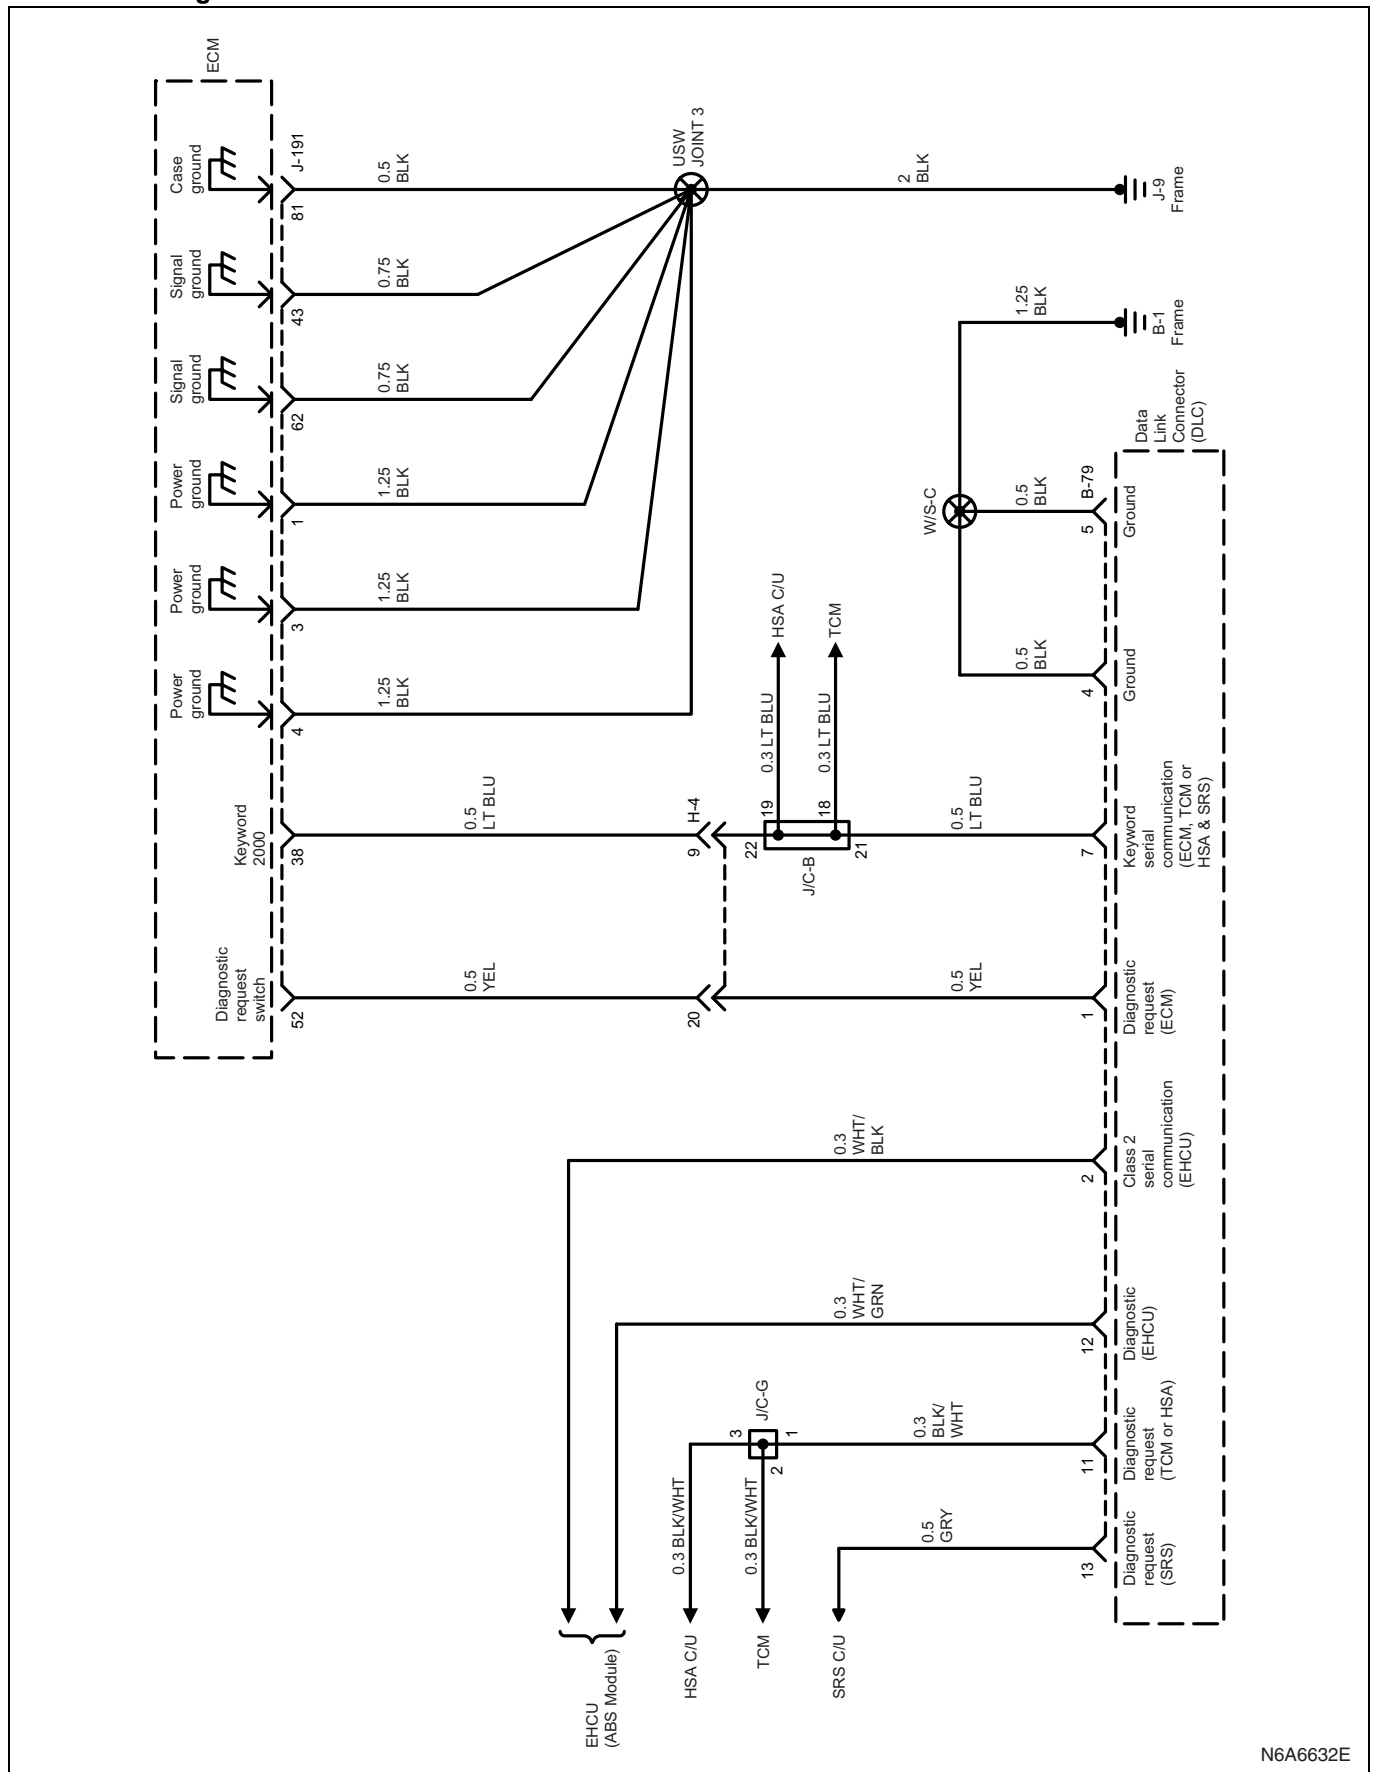 g
ECM
Case
ground
Signal
ground
Signal
ground
Power
ground
Power
ground
Power
ground
Keyword
2000
Diagnostic
request
switch
J-191
81
43
62
1
3
4
38
52
0.5
BLK
0.75
BLK
0.75
BLK
1.25
BLK
1.25
BLK
1.25
BLK
0.5
LT BLU
0.5
YEL
USW
JOINT 3
2
BLK
J-9
Frame
1.25
BLK
B-1
Frame
W/S-C
0.5
BLK
0.5
BLK
H-4
9
20
22
19
18
21
J/C-B
0.3 LT BLU
HSA C/U
0.3 LT BLU
TCM
0.5
LT BLU
0.5
YEL
0.3
WHT/
BLK
0.3
WHT/
GRN
J/C-G
3
1
2
0.3
BLK/
WHT
0.3 BLK/WHT
0.3 BLK/WHT
0.5
GRY
EHCU
(ABS Module)
HSA C/U
TCM
SRS C/U
Data
Link
Connector
(DLC)
B-79
5
4
7
1
2
12
11
13
Ground
Ground
Keyword
serial
communication
(ECM, TCM or
HSA & SRS)
Diagnostic
request
(ECM)
Class 2
serial
communication
(EHCU)
Diagnostic
(EHCU)
Diagnostic
request
(TCM or HSA)
Diagnostic
request
(SRS)
N6A6632E